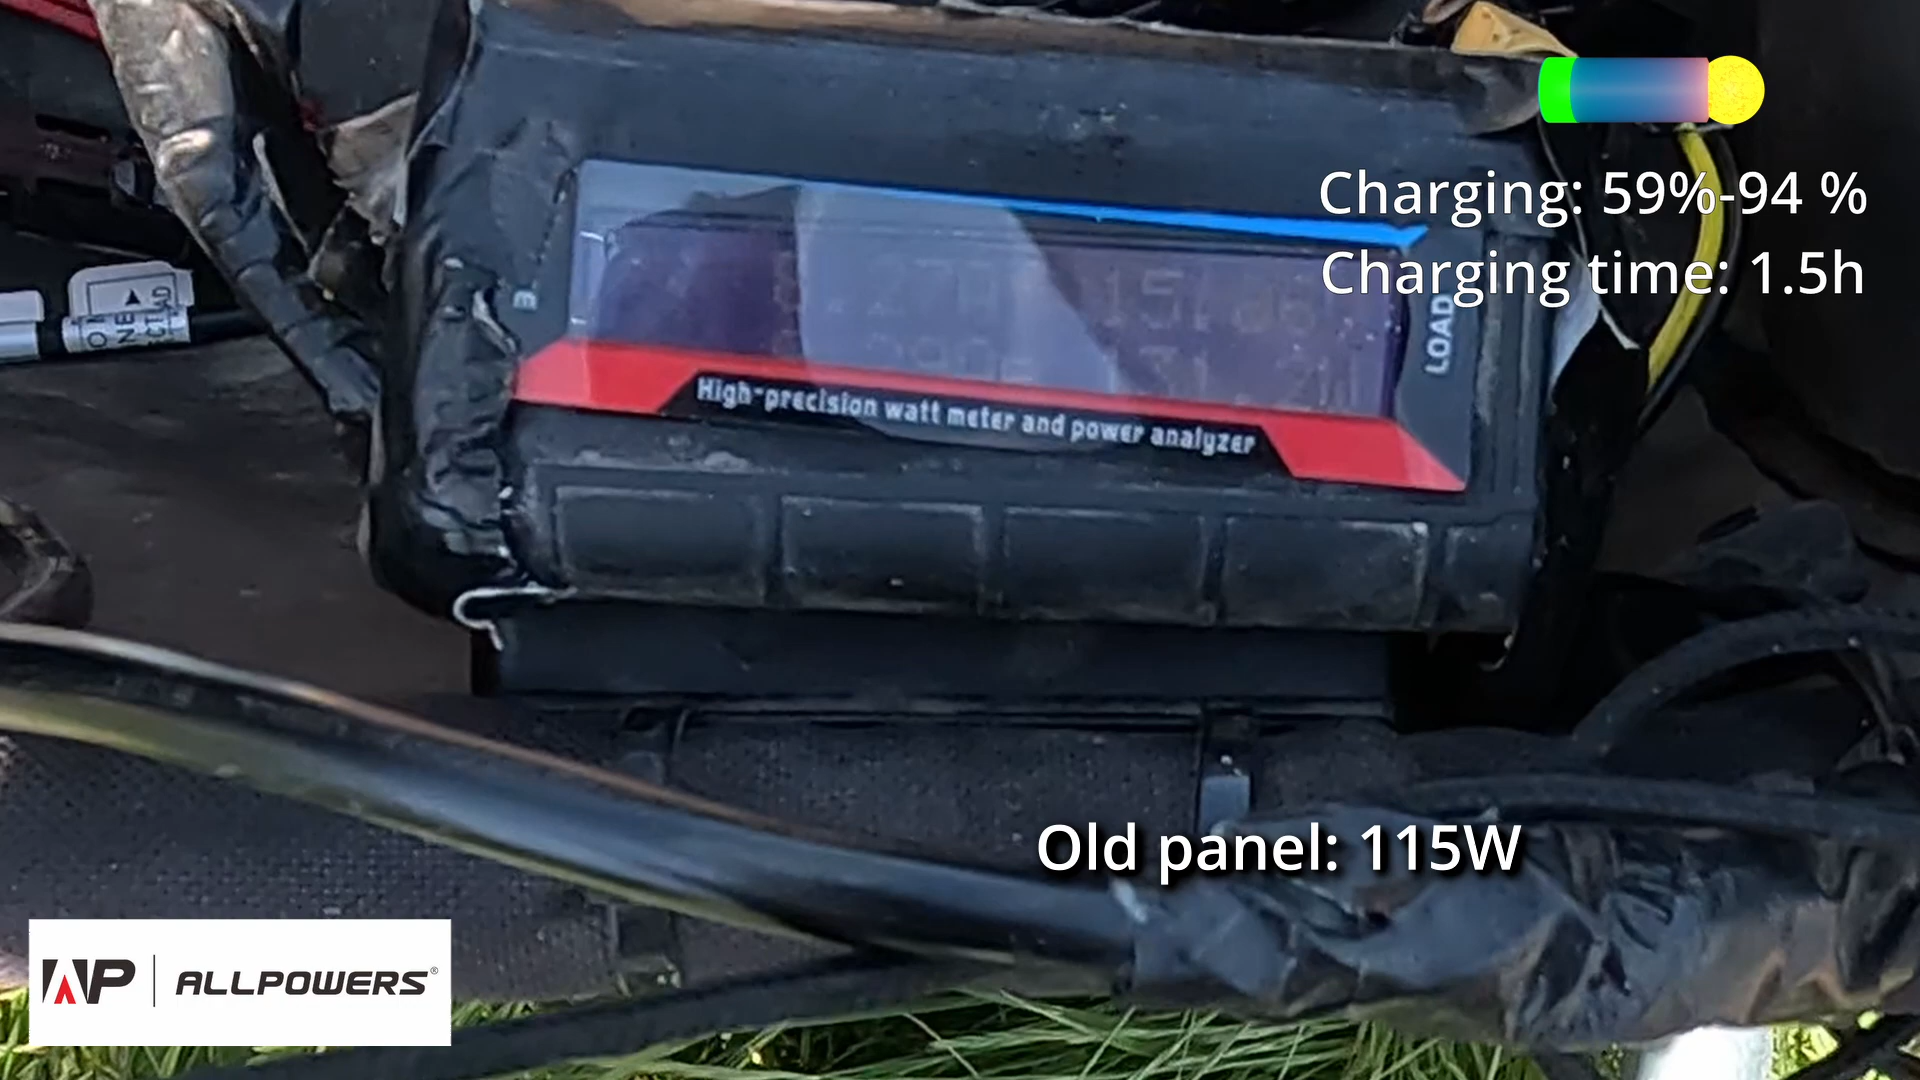 Charging: 59%-94 %
Charging time: 1.5h
LOAD
High-precision watt meter and power analyzer
Old panel: 115W
AP ALLPOWERS®